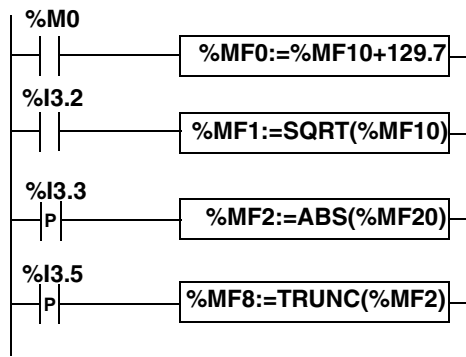 %M0
%MF0:=%MF10+129.7
%I3.2
%MF1:=SQRT(%MF10)
%I3.3
P
%MF2:=ABS(%MF20)
%I3.5
P
%MF8:=TRUNC(%MF2)